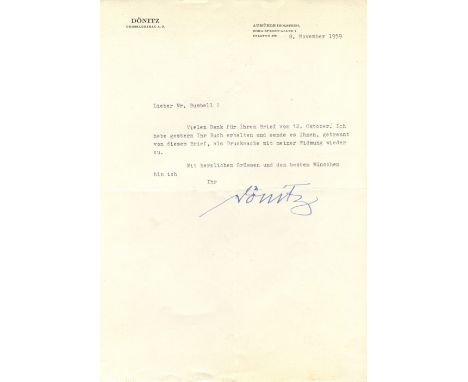 DÖNITZ
GROSSADMIRAL A. D.
AUMÜHLE (HOLSTEIN),
8. November 1959
Lieber Mr. Bushell !
Vielen Dank für Ihren Brief vom 12. Oktober. Ich
habe gestern Ihr Buch erhalten und sende es Ihnen, getrennt
von diesem Brief, als Drucksache mit meiner Widmung wieder
zu.
Mit herzlichen Grüssen und den besten Wünschen
bin ich
Ihr
Dönitz